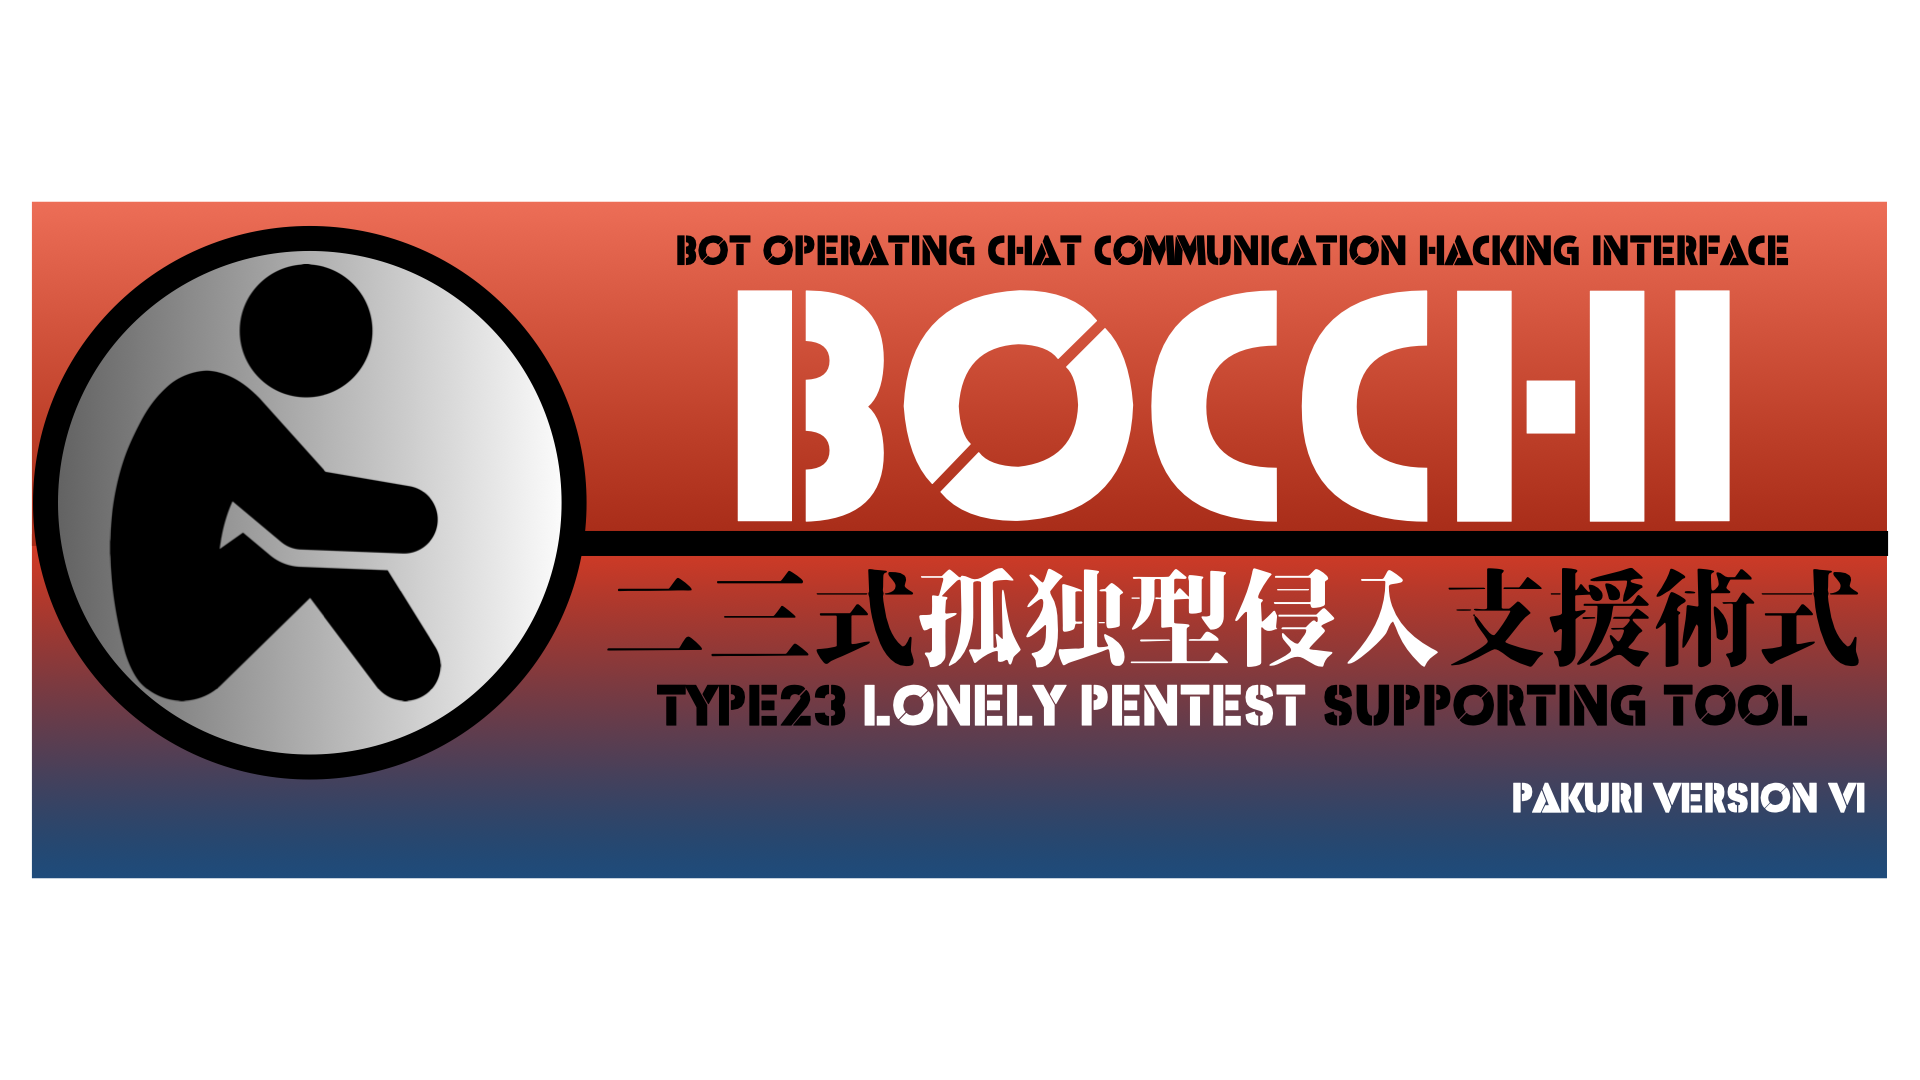 BOT OPERATING CHAT COMMUNICATION HACKING INTERFACE
BOCCHI
二三式孤独型侵入支援術式
TYPE23 LONELY PENTEST SUPPORTING TOOL
PAKURI VERSION VI